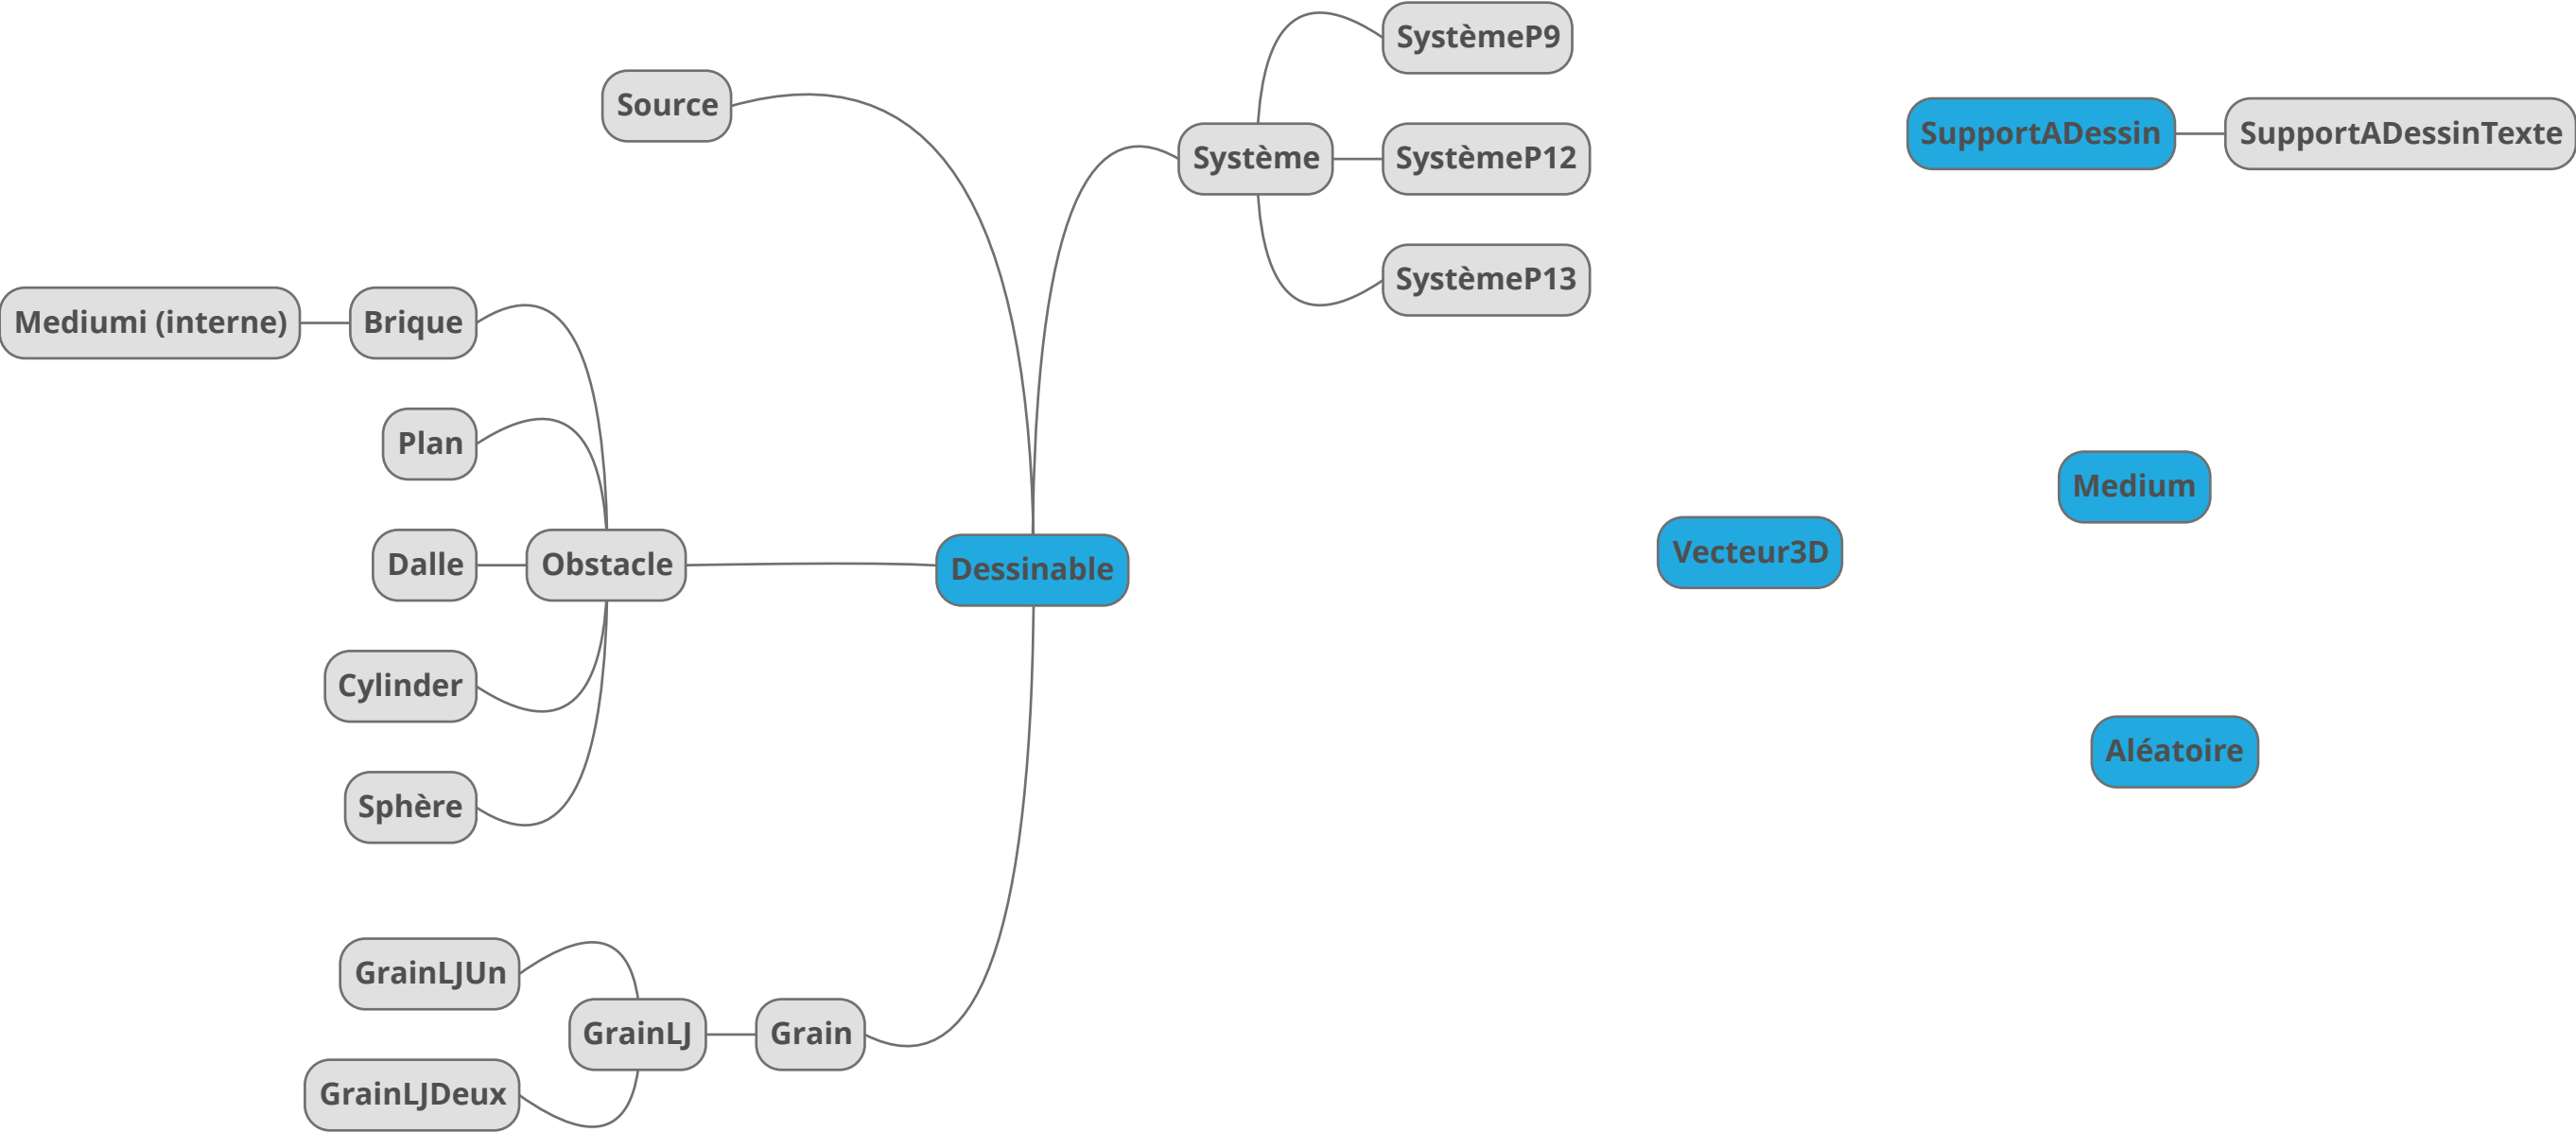 SystèmeP9
Source
SupportADessin
SupportADessinTexte
Système
SystèmeP12
SystèmeP13
Mediumi (interne)
Brique
Plan
Medium
Vecteur3D
Dalle
Obstacle
Dessinable
Cylinder
Aléatoire
Sphère
GrainLJUn
GrainLJ
Grain
GrainLJDeux